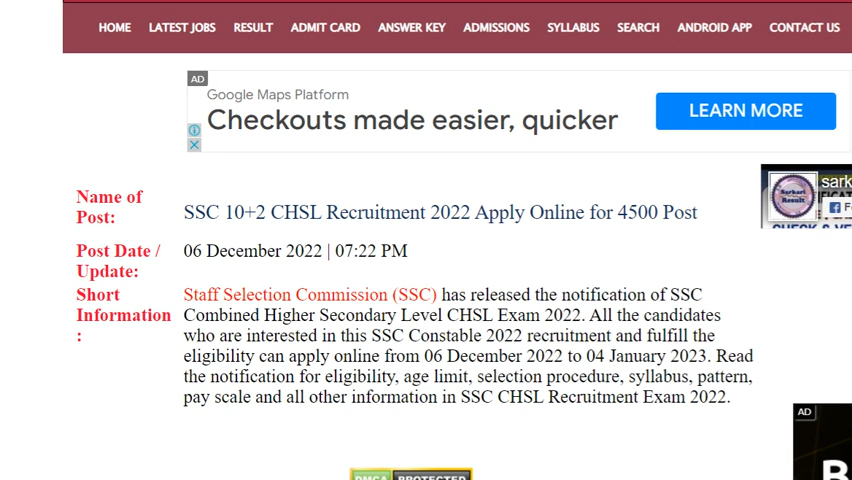 HOME LATEST JOBS RESULT ADMIT CARD ANSWER KEY ADMISSIONS SYLLABUS SEARCH ANDROID APP CONTACT US
AD
Google Maps Platform
Checkouts made easier, quicker
LEARN MORE
Name of Post:
SSC 10+2 CHSL Recruitment 2022 Apply Online for 4500 Post
Sarkari
Result
sark
Post Date / Update:
06 December 2022 | 07:22 PM
Short Information :
Staff Selection Commission (SSC) has released the notification of SSC
Combined Higher Secondary Level CHSL Exam 2022. All the candidates
who are interested in this SSC Constable 2022 recruitment and fulfill the
eligibility can apply online from 06 December 2022 to 04 January 2023. Read
the notification for eligibility, age limit, selection procedure, syllabus, pattern,
pay scale and all other information in SSC CHSL Recruitment Exam 2022.
AD
DMCA PROTECTED